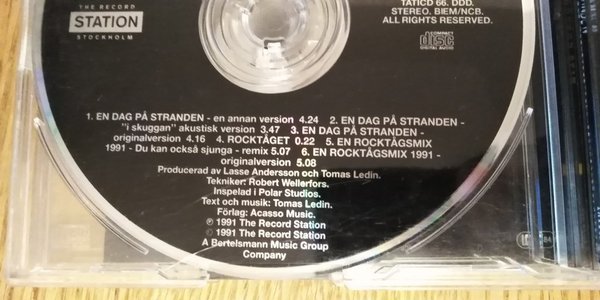 THE RECORD
STATION
STOCKHOLM
TATICD 66. DDD.
STEREO. BIEM/NCB.
ALL RIGHTS RESERVED.
COMPACT
disc
DIGITAL AUDIO
1. EN DAG PÅ STRANDEN - en annan version 4.24 2. EN DAG PÅ STRANDEN -
"i skuggan" akustisk version 3.47 3. EN DAG PÅ STRANDEN -
originalversion 4.16 4. ROCKTÅGET 0.22 5. EN ROCKTÅGSMIX
1991 - Du kan också sjunga - remix 5.07 6. EN ROCKTÅGSMIX 1991 -
originalversion 5.08
Producerad av Lasse Andersson och Tomas Ledin.
Tekniker: Robert Wellerfors.
Inspelad i Polar Studios.
Text och musik: Tomas Ledin.
Förlag: Acasso Music.
℗ 1991 The Record Station
© 1991 The Record Station
A Bertelsmann Music Group
Company